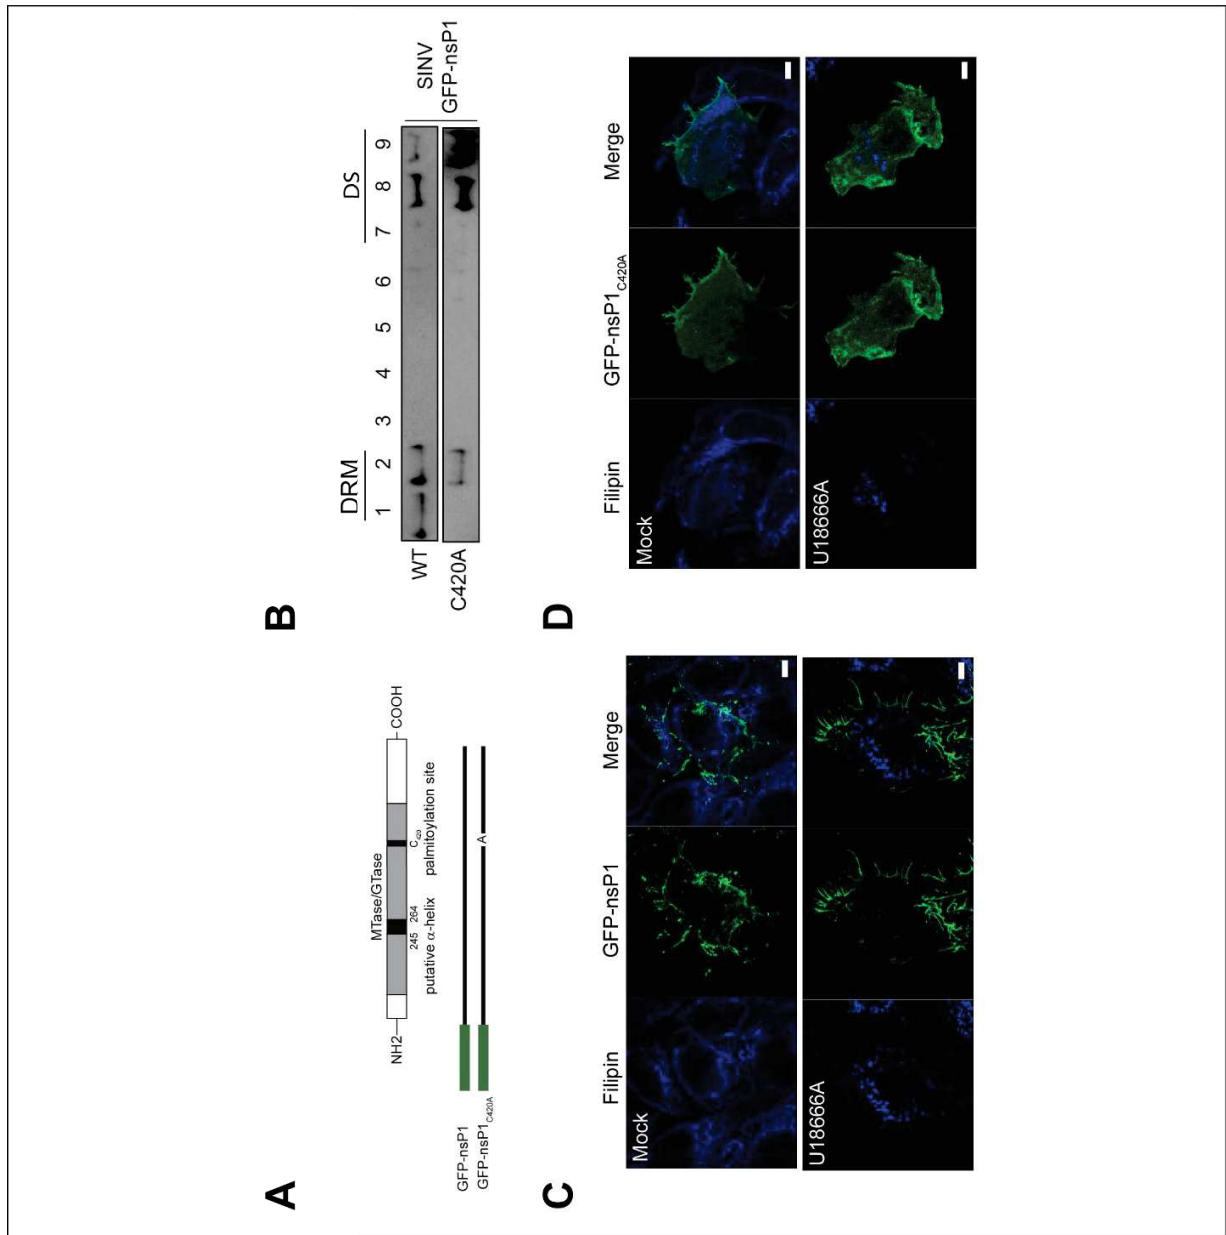 A
MTase/GTase
NH2
COOH
245 264 C420
putative α-helix palmitoylation site
GFP-nsP1
GFP-nsP1C420A
A
B
DRM DS
1 2 3 4 5 6 7 8 9
WT
C420A
SINV
GFP-nsP1
C
Filipin GFP-nsP1 Merge
Mock
U18666A
D
Filipin GFP-nsP1C420A Merge
Mock
U18666A